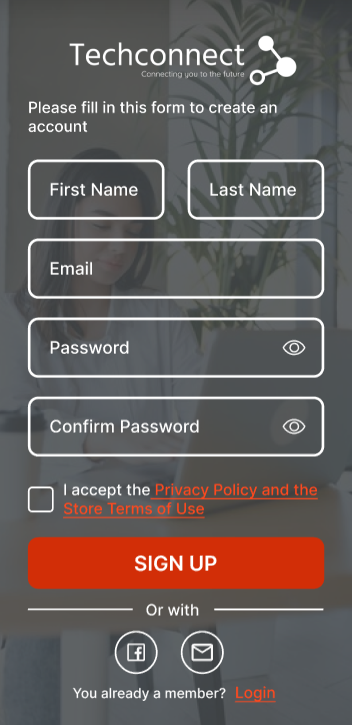 Techconnect
Connecting you to the future
Please fill in this form to create an
account
First Name
Last Name
Email
Password
Confirm Password
I accept the Privacy Policy and the
Store Terms of Use
SIGN UP
Or with
You already a member? Login